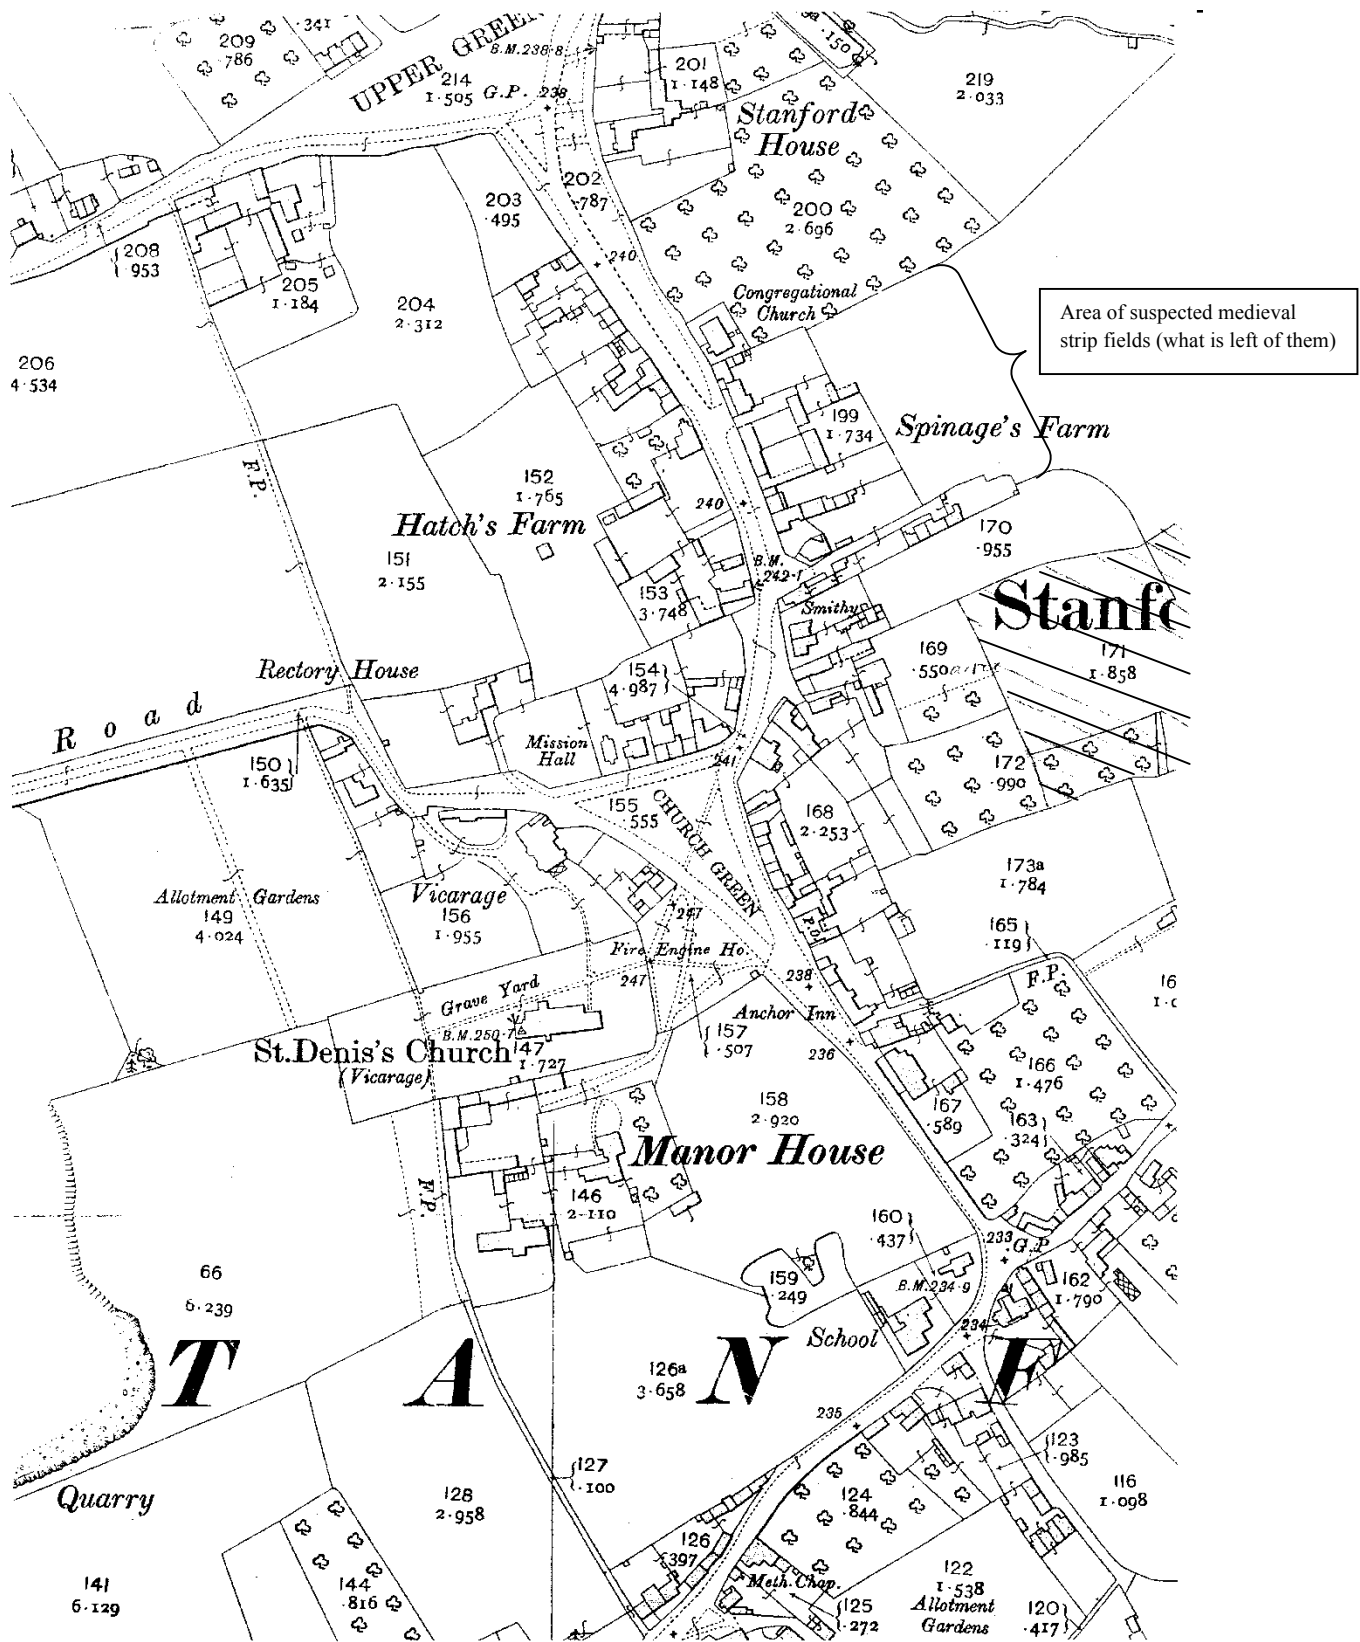 209
.786
.341
UPPER GREEN
B.M.238·8
214
1·505
G.P.
238
201
1·148
.150
219
2·033
Stanford
House
203
·495
202
·787
200
2·696
208
·953
240
205
1·184
204
2·312
Congregational
Church
Area of suspected medieval
strip fields (what is left of them)
206
4·534
199
1·734
Spinage's Farm
F.P.
152
1·765
Hatch's Farm
240
151
2·155
170
·955
B.M.
242·1
153
3·748
Smithy
Stanfo
169
·550
171
1·858
Rectory House
154
4·987
Road
Mission
Hall
241
150
1·635
172
·990
155
·555
CHURCH GREEN
168
2·253
173a
1·784
Allotment Gardens
149
4·024
Vicarage
156
1·955
247
P.O.
165
·119
Fire Engine Ho.
247
238
F.P.
16
1·0
Grave Yard
B.M.250·7
Anchor Inn
St.Denis's Church
(Vicarage)
147
1·727
157
·507
236
166
1·476
158
2·920
167
·589
163
·324
Manor House
F.P.
146
2·110
160
·437
233
G.P.
66
6·239
159
·249
B.M.234·9
162
1·790
School
234
T A N F
126a
3·658
235
127
·100
123
·985
Quarry
128
2·958
124
·844
116
1·098
126
·397
141
6·129
144
·816
Meth. Chap.
125
·272
122
1·538
Allotment
Gardens
120
·417